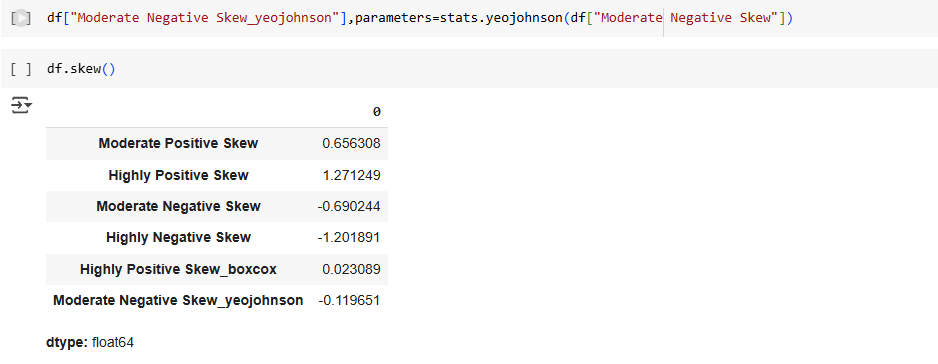 [ ] df["Moderate Negative Skew_yeojohnson"],parameters=stats.yeojohnson(df["Moderate Negative Skew"])
[ ] df.skew()
0
Moderate Positive Skew 0.656308
Highly Positive Skew 1.271249
Moderate Negative Skew -0.690244
Highly Negative Skew -1.201891
Highly Positive Skew_boxcox 0.023089
Moderate Negative Skew_yeojohnson -0.119651
dtype: float64